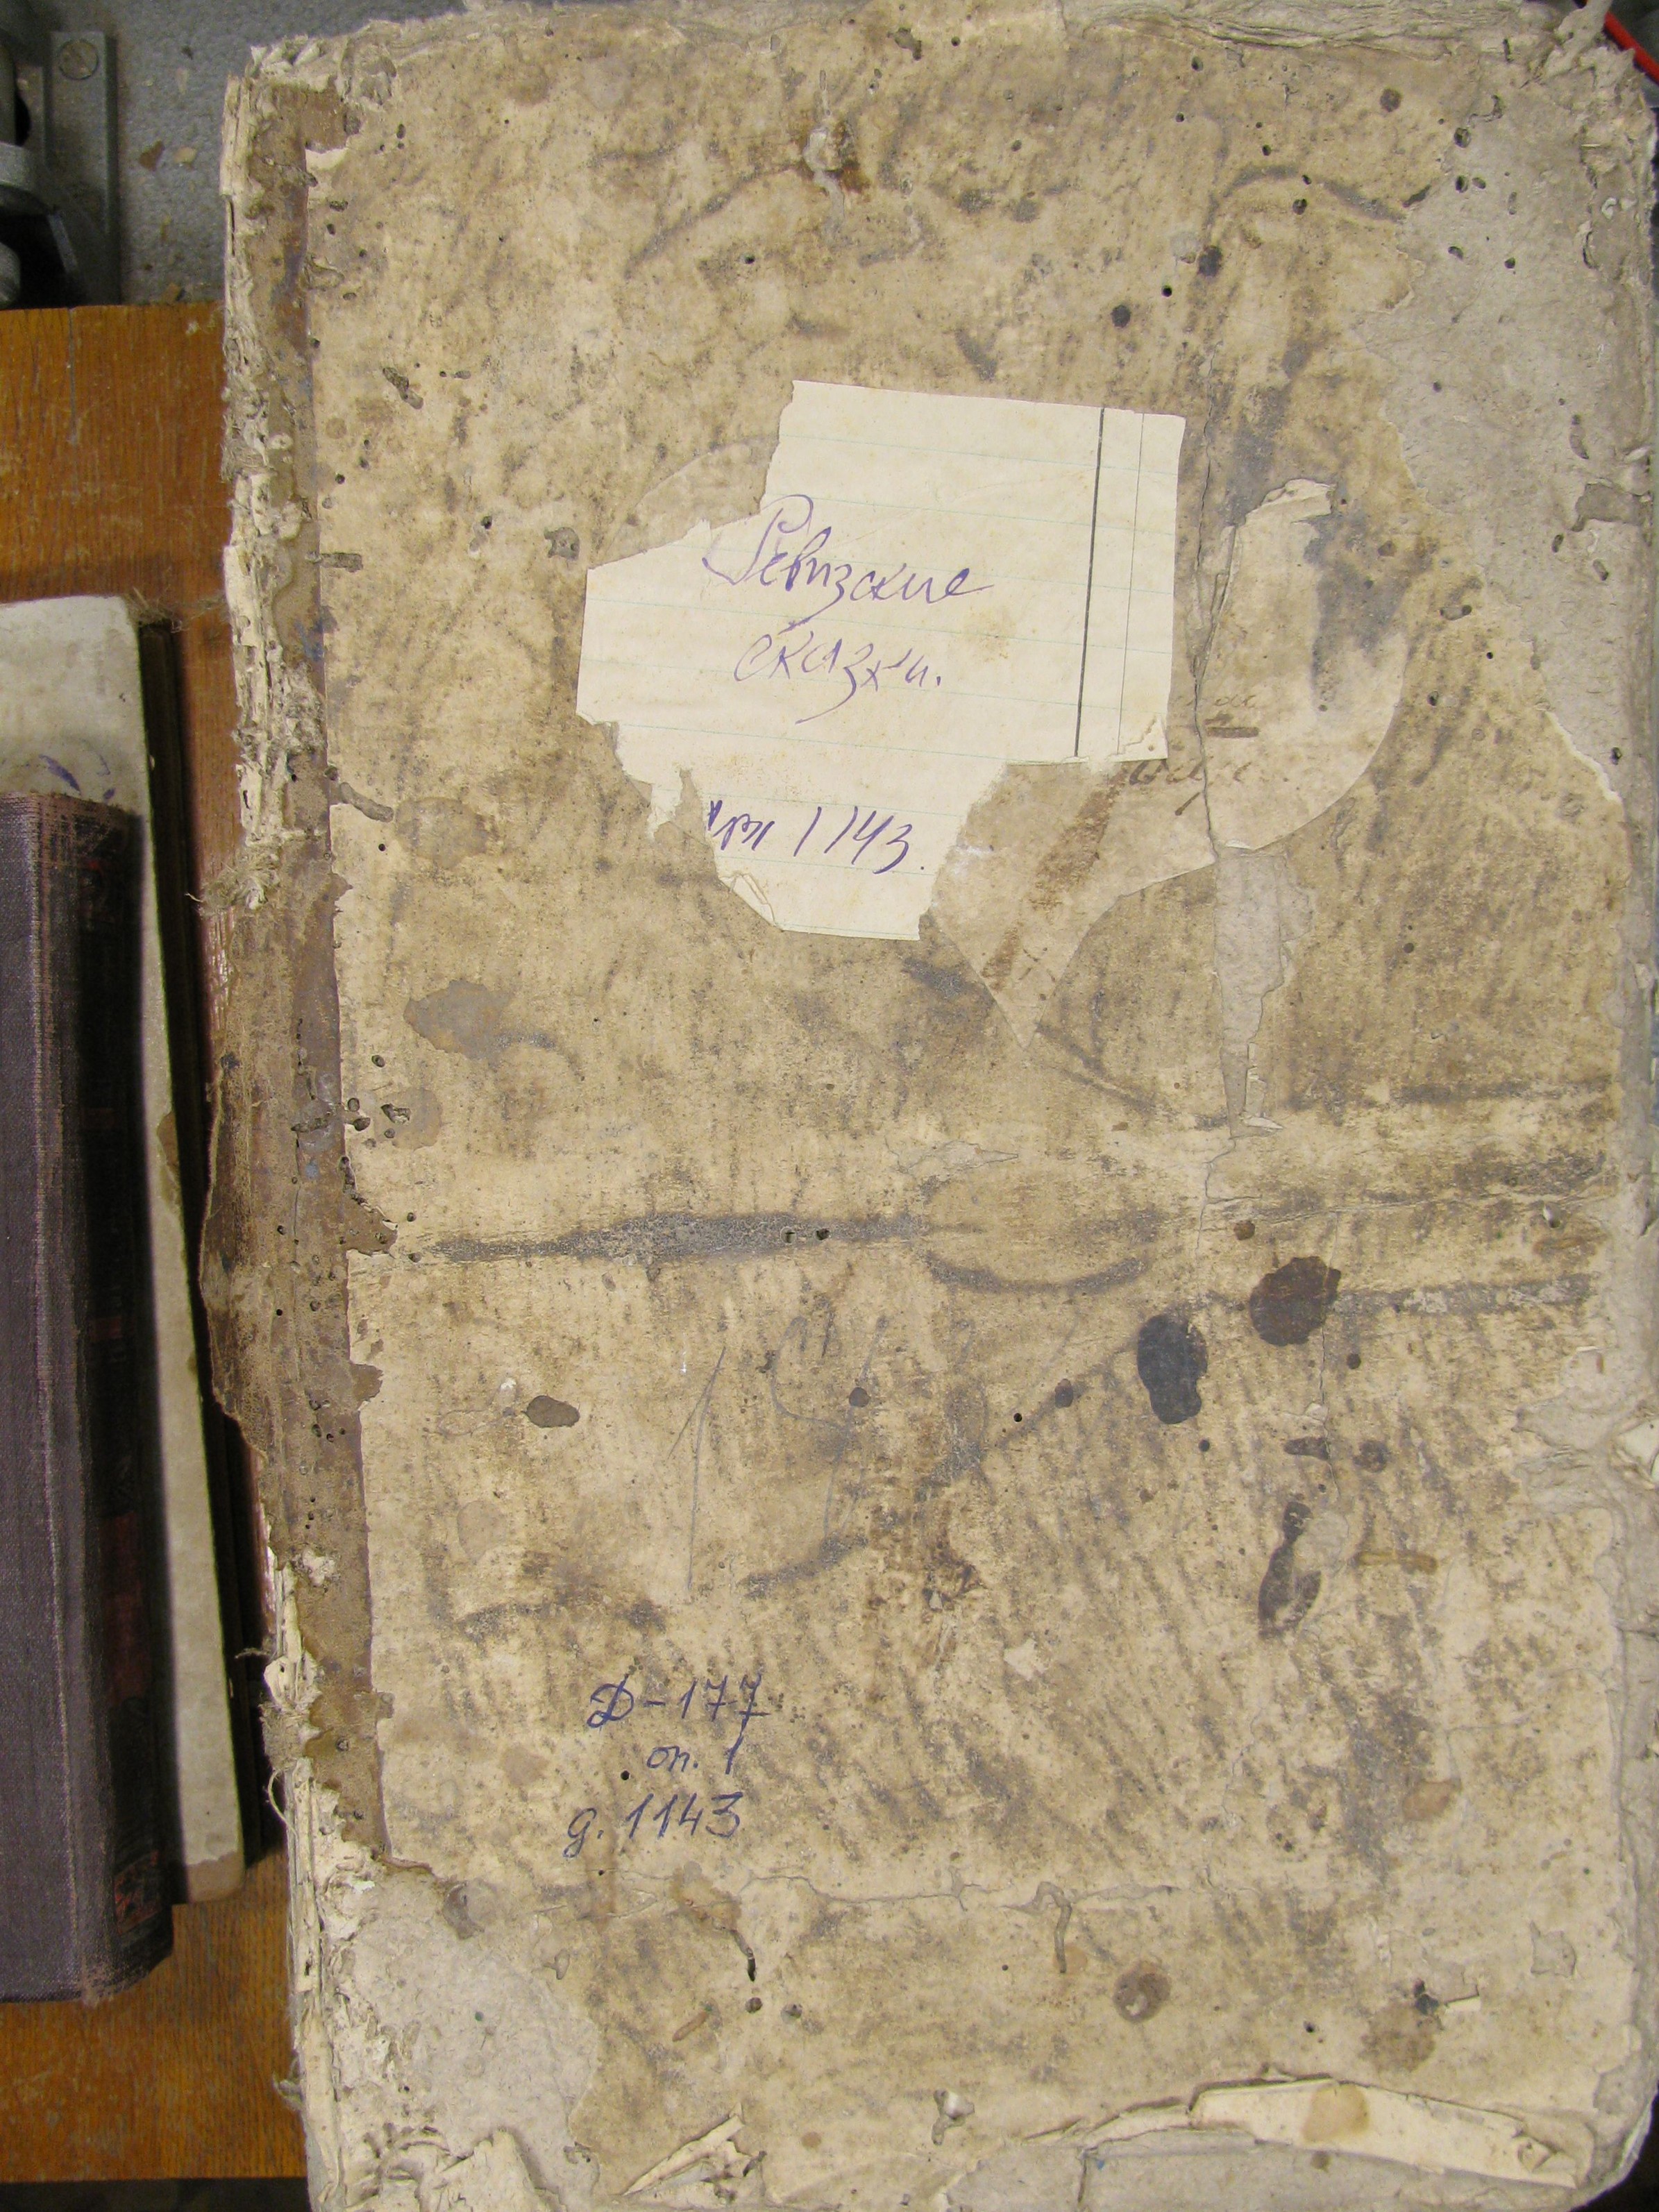 Ревизские
сказки.
1143.
Д-177
оп. 1
д. 1143